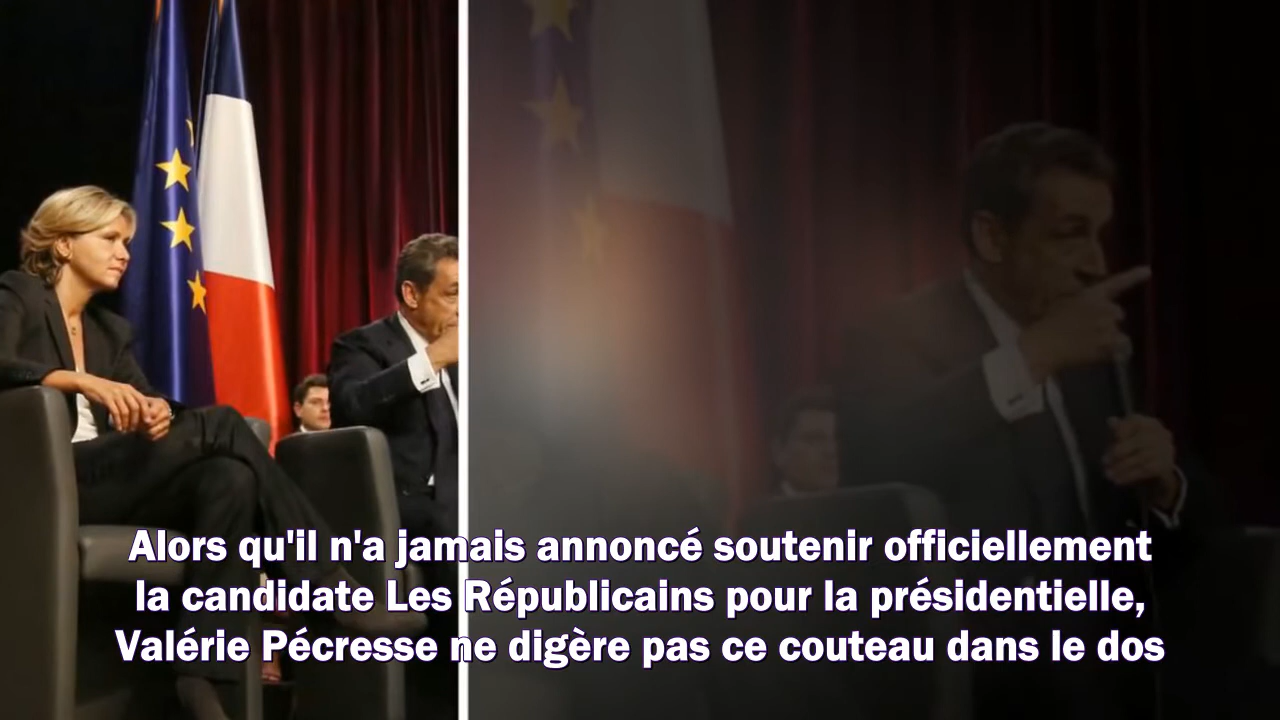 Alors qu'il n'a jamais annoncé soutenir officiellement
la candidate Les Républicains pour la présidentielle,
Valérie Pécresse ne digère pas ce couteau dans le dos